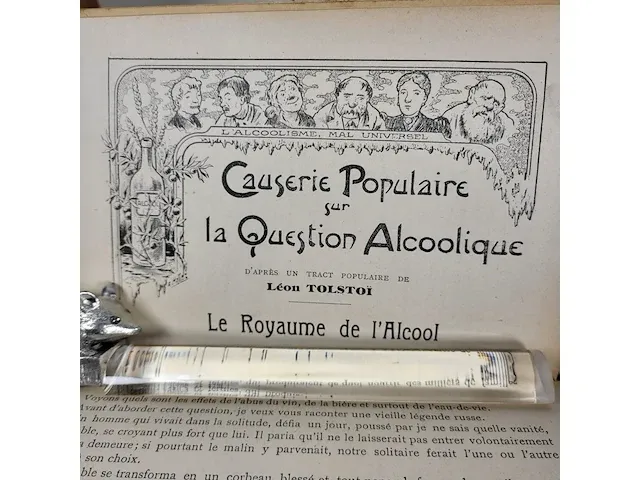 L'ALCOOLISME, MAL UNIVERSEL
Causerie Populaire
sur
la Question Alcoolique
D'APRÈS UN TRACT POPULAIRE DE
Léon TOLSTOÏ
Le Royaume de l'Alcool
Voyons quels sont les effets de l'abus du vin, de la bière et surtout de l'eau-de-vie.
Avant d'aborder cette question, je veux vous raconter une vieille légende russe.
n homme qui vivait dans la solitude, défia un jour, poussé par je ne sais quelle vanité,
ble, se croyant plus fort que lui. Il paria qu'il ne le laisserait pas entrer volontairement
demeure; si pourtant le malin y parvenait, notre solitaire ferait l'une ou l'autre
son choix.
ble se transforma en un corbeau blessé et